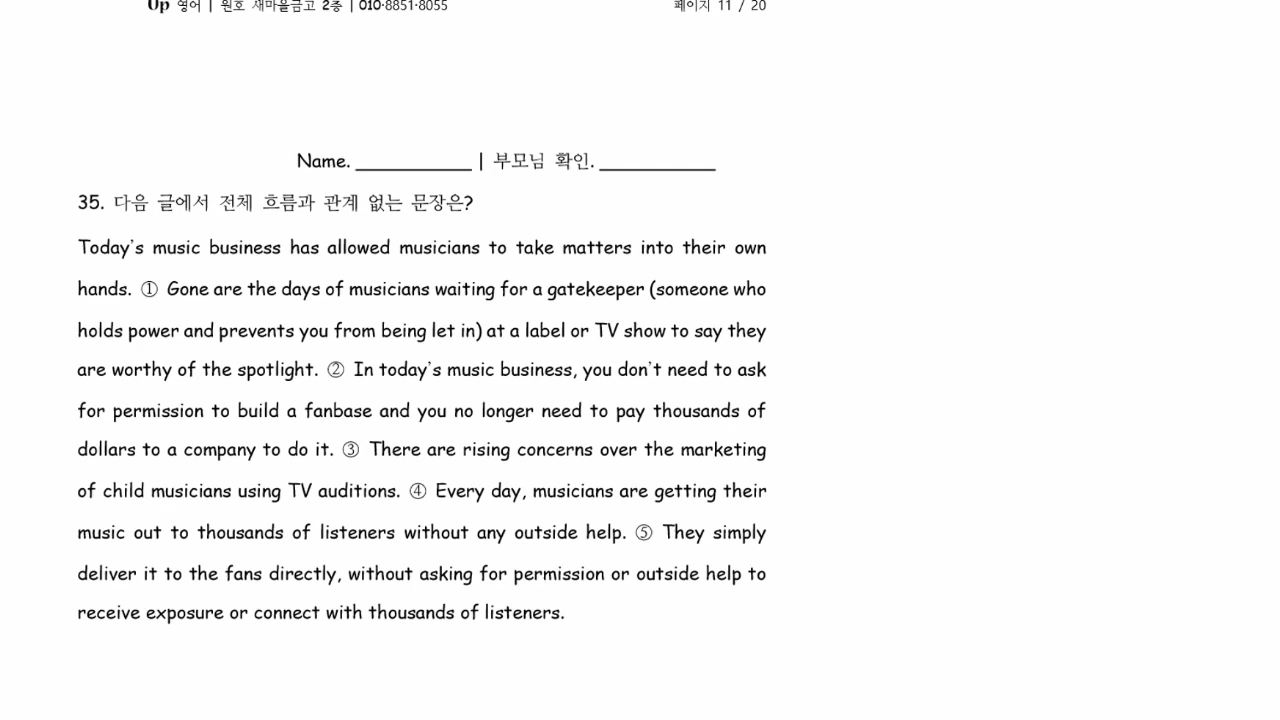 Up 영어 | 원호 새마을금고 2층 | 010·8851·8055 페이지 11 / 20
Name. ___________ | 부모님 확인. ___________
35. 다음 글에서 전체 흐름과 관계 없는 문장은?
Today's music business has allowed musicians to take matters into their own
hands. ① Gone are the days of musicians waiting for a gatekeeper (someone who
holds power and prevents you from being let in) at a label or TV show to say they
are worthy of the spotlight. ② In today's music business, you don't need to ask
for permission to build a fanbase and you no longer need to pay thousands of
dollars to a company to do it. ③ There are rising concerns over the marketing
of child musicians using TV auditions. ④ Every day, musicians are getting their
music out to thousands of listeners without any outside help. ⑤ They simply
deliver it to the fans directly, without asking for permission or outside help to
receive exposure or connect with thousands of listeners.